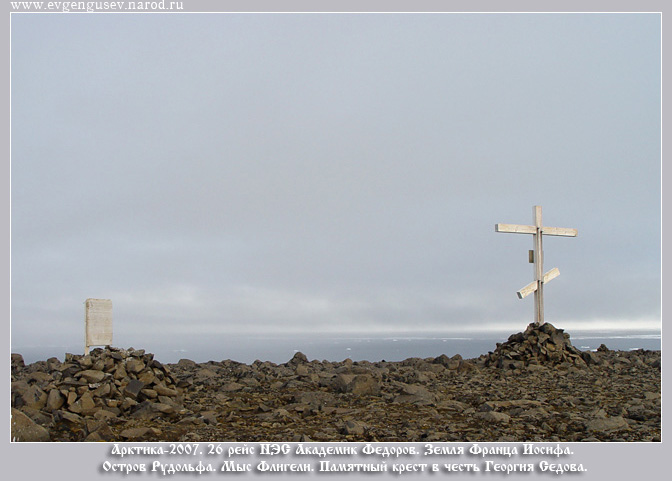 www.evgengusev.narod.ru
Арктика-2007. 26 рейс НЭС Академик Федоров. Земля Франца Иосифа.
Остров Рудольфа. Мыс Флигели. Памятный крест в честь Георгия Седова.